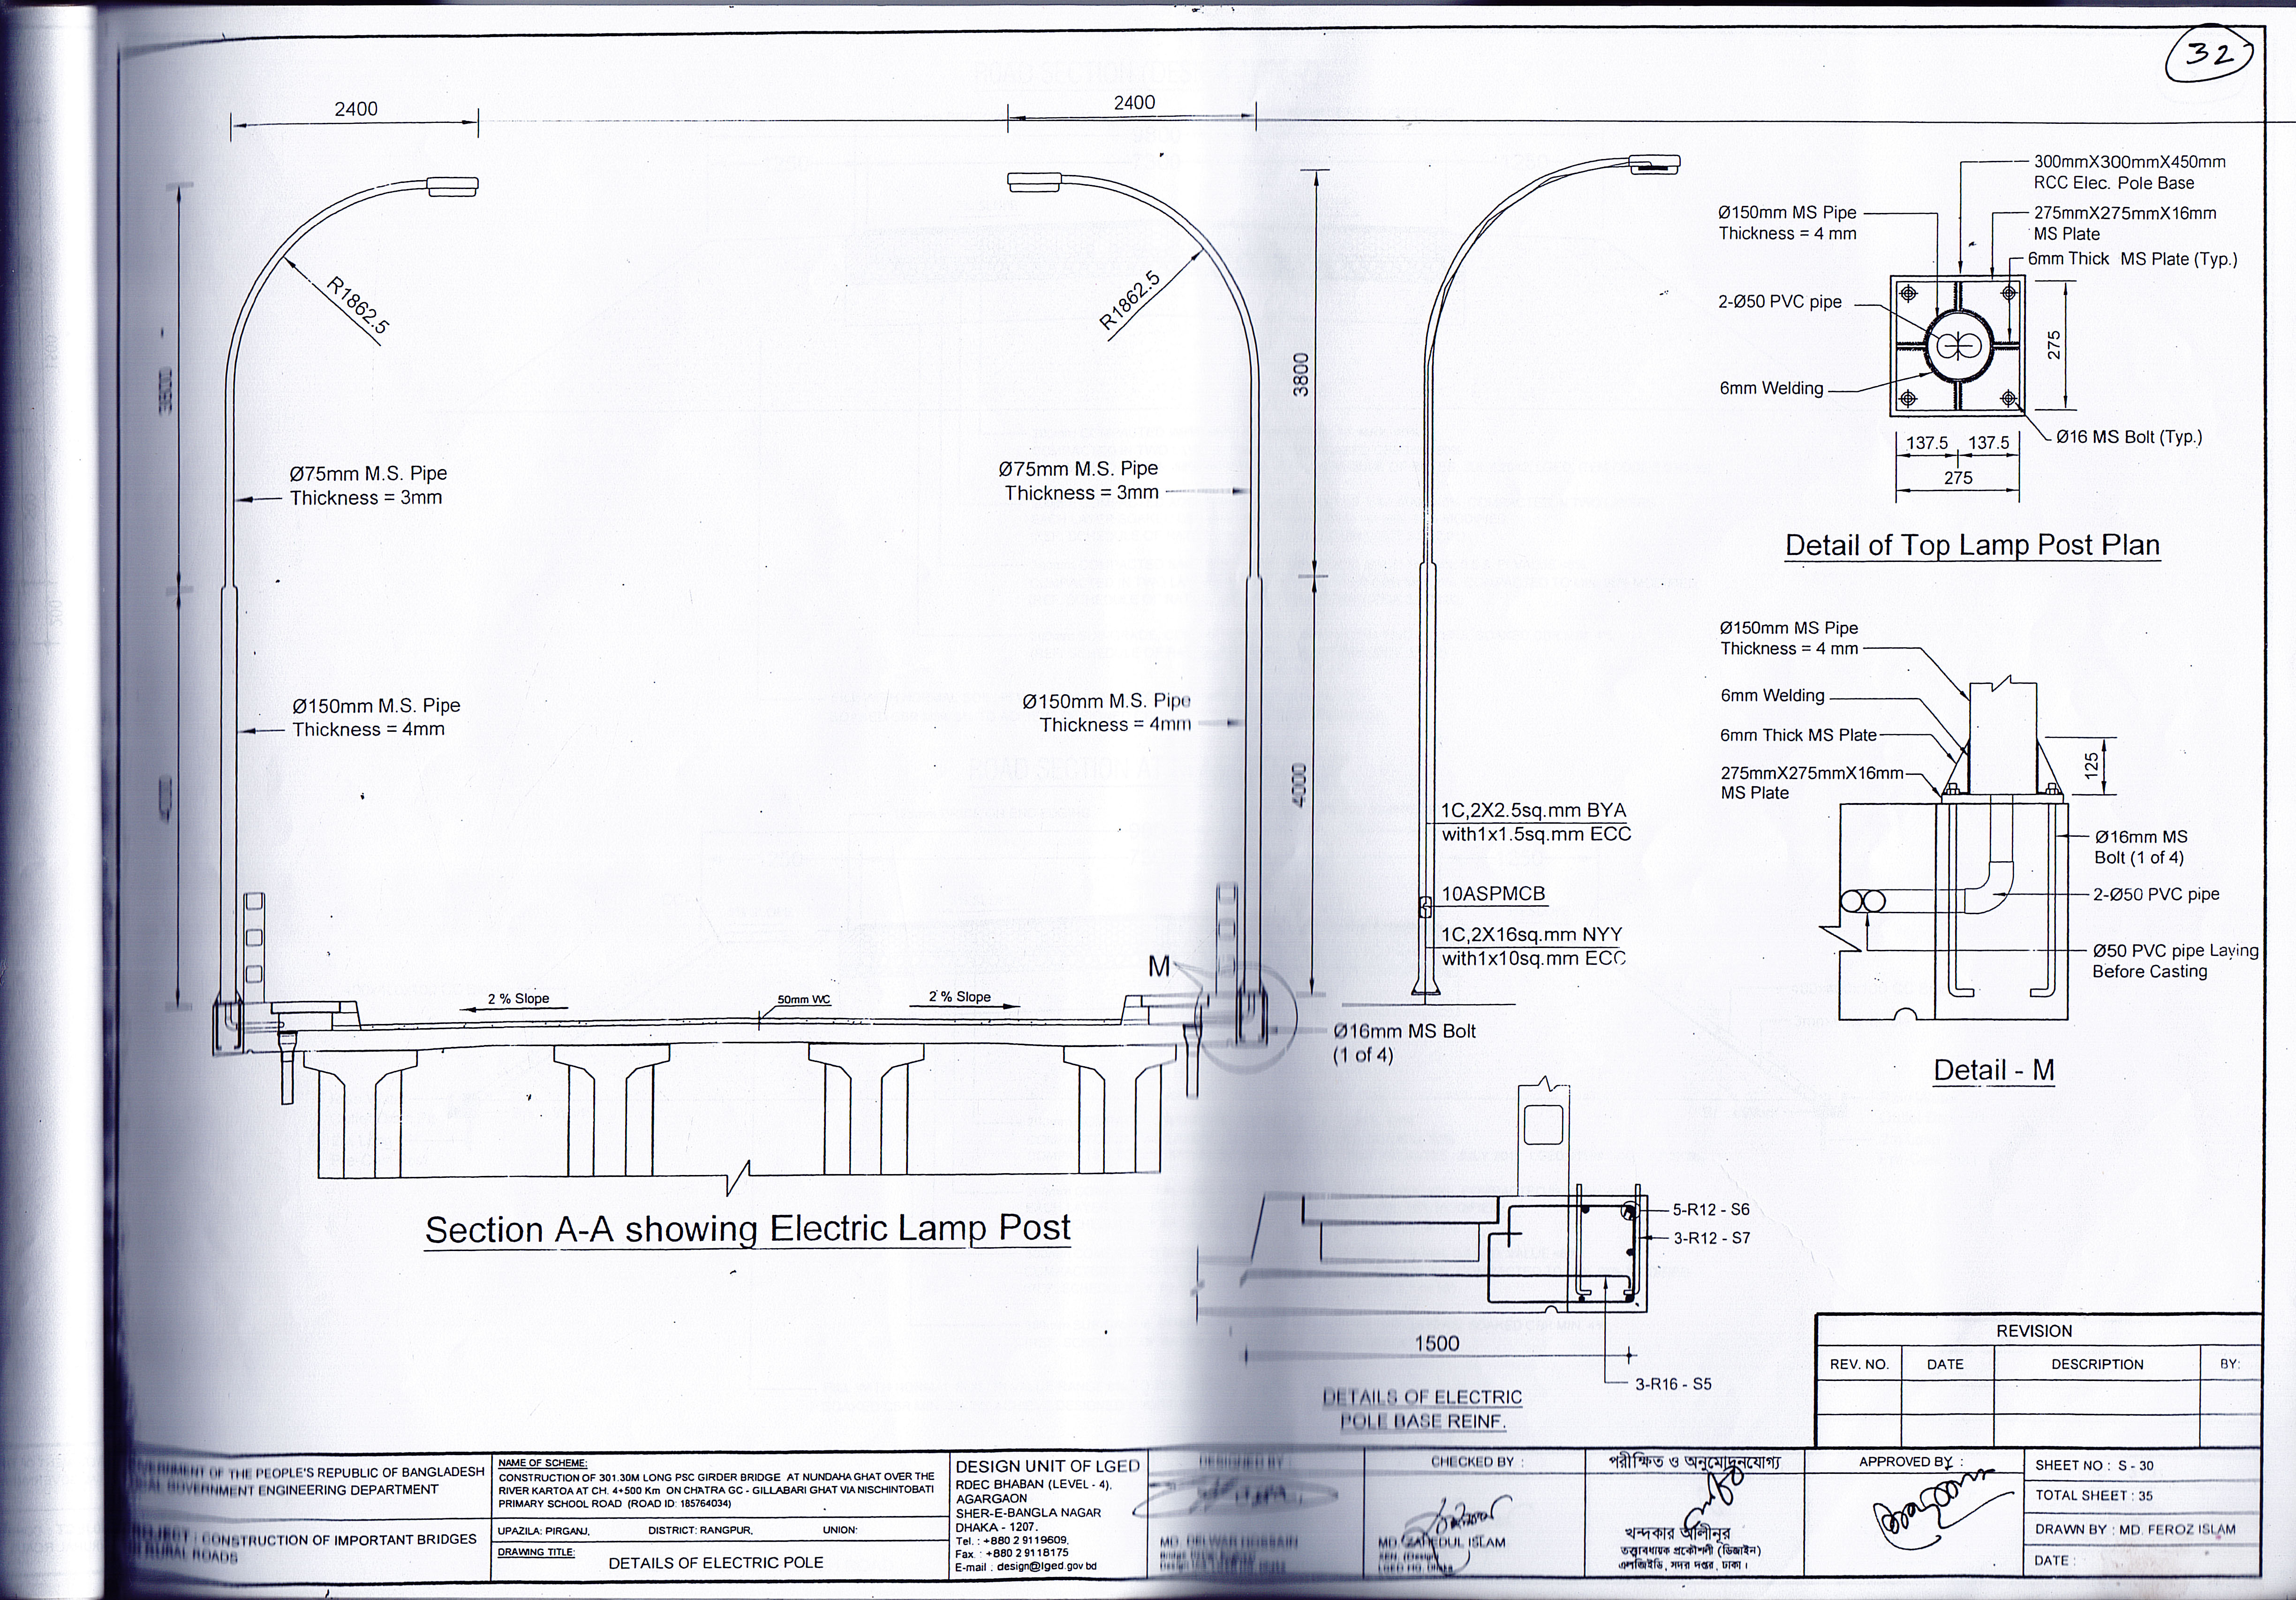 32
2400
2400
R1862.5
R1862.5
3800
3800
Ø75mm M.S. Pipe
Thickness = 3mm
Ø75mm M.S. Pipe
Thickness = 3mm
Ø150mm M.S. Pipe
Thickness = 4mm
Ø150mm M.S. Pipe
Thickness = 4mm
4000
4000
2 % Slope
50mm WC
2 % Slope
M
Ø16mm MS Bolt
(1 of 4)
Section A-A showing Electric Lamp Post
1C,2X2.5sq.mm BYA
with1x1.5sq.mm ECC
10ASPMCB
1C,2X16sq.mm NYY
with1x10sq.mm ECC
300mmX300mmX450mm
RCC Elec. Pole Base
Ø150mm MS Pipe
Thickness = 4 mm
275mmX275mmX16mm
MS Plate
6mm Thick MS Plate (Typ.)
2-Ø50 PVC pipe
275
6mm Welding
Ø16 MS Bolt (Typ.)
137.5
137.5
275
Detail of Top Lamp Post Plan
Ø150mm MS Pipe
Thickness = 4 mm
6mm Welding
6mm Thick MS Plate
275mmX275mmX16mm
MS Plate
125
Ø16mm MS
Bolt (1 of 4)
2-Ø50 PVC pipe
Ø50 PVC pipe Laying
Before Casting
Detail - M
5-R12 - S6
3-R12 - S7
1500
3-R16 - S5
DETAILS OF ELECTRIC
POLE BASE REINF.
REVISION
REV. NO.
DATE
DESCRIPTION
BY:
OF THE PEOPLE'S REPUBLIC OF BANGLADESH
GOVERNMENT ENGINEERING DEPARTMENT
CONSTRUCTION OF IMPORTANT BRIDGES
RURAL ROADS
NAME OF SCHEME:
CONSTRUCTION OF 301.30M LONG PSC GIRDER BRIDGE AT NUNDAHA GHAT OVER THE
RIVER KARTOA AT CH. 4+500 Km ON CHATRA GC - GILLABARI GHAT VIA NISCHINTOBATI
PRIMARY SCHOOL ROAD (ROAD ID: 185764034)
UPAZILA: PIRGANJ,
DISTRICT: RANGPUR,
UNION:
DRAWING TITLE:
DETAILS OF ELECTRIC POLE
DESIGN UNIT OF LGED
RDEC BHABAN (LEVEL - 4),
AGARGAON
SHER-E-BANGLA NAGAR
DHAKA - 1207.
Tel. : +880 2 9119609,
Fax : +880 2 9118175
E-mail : design@lged.gov.bd
DESIGNED BY :
MD. DELWAR HOSSAIN
CHECKED BY :
MD. ZAHEDUL ISLAM
পরীক্ষিত ও অনুমোদনযোগ্য
খন্দকার আলীনূর
তত্ত্বাবধায়ক প্রকৌশলী (ডিজাইন)
এলজিইডি, সদর দপ্তর, ঢাকা।
APPROVED BY :
SHEET NO : S - 30
TOTAL SHEET : 35
DRAWN BY : MD. FEROZ ISLAM
DATE :